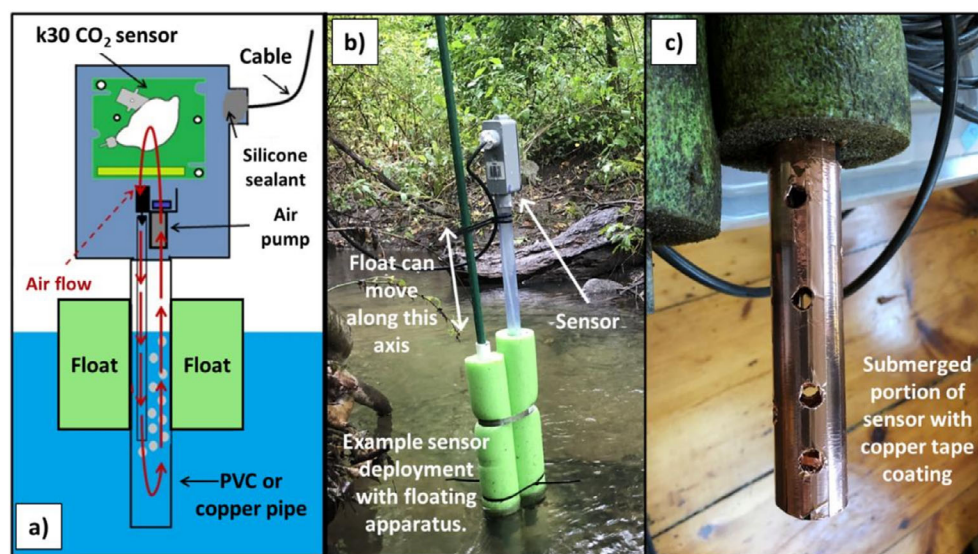 a)
k30 CO₂ sensor
Cable
Silicone
sealant
Air
pump
Air flow
Float
Float
PVC or
copper pipe
b)
Float can
move
along this
axis
Sensor
Example sensor
deployment
with floating
apparatus.
c)
Submerged
portion of
sensor with
copper tape
coating